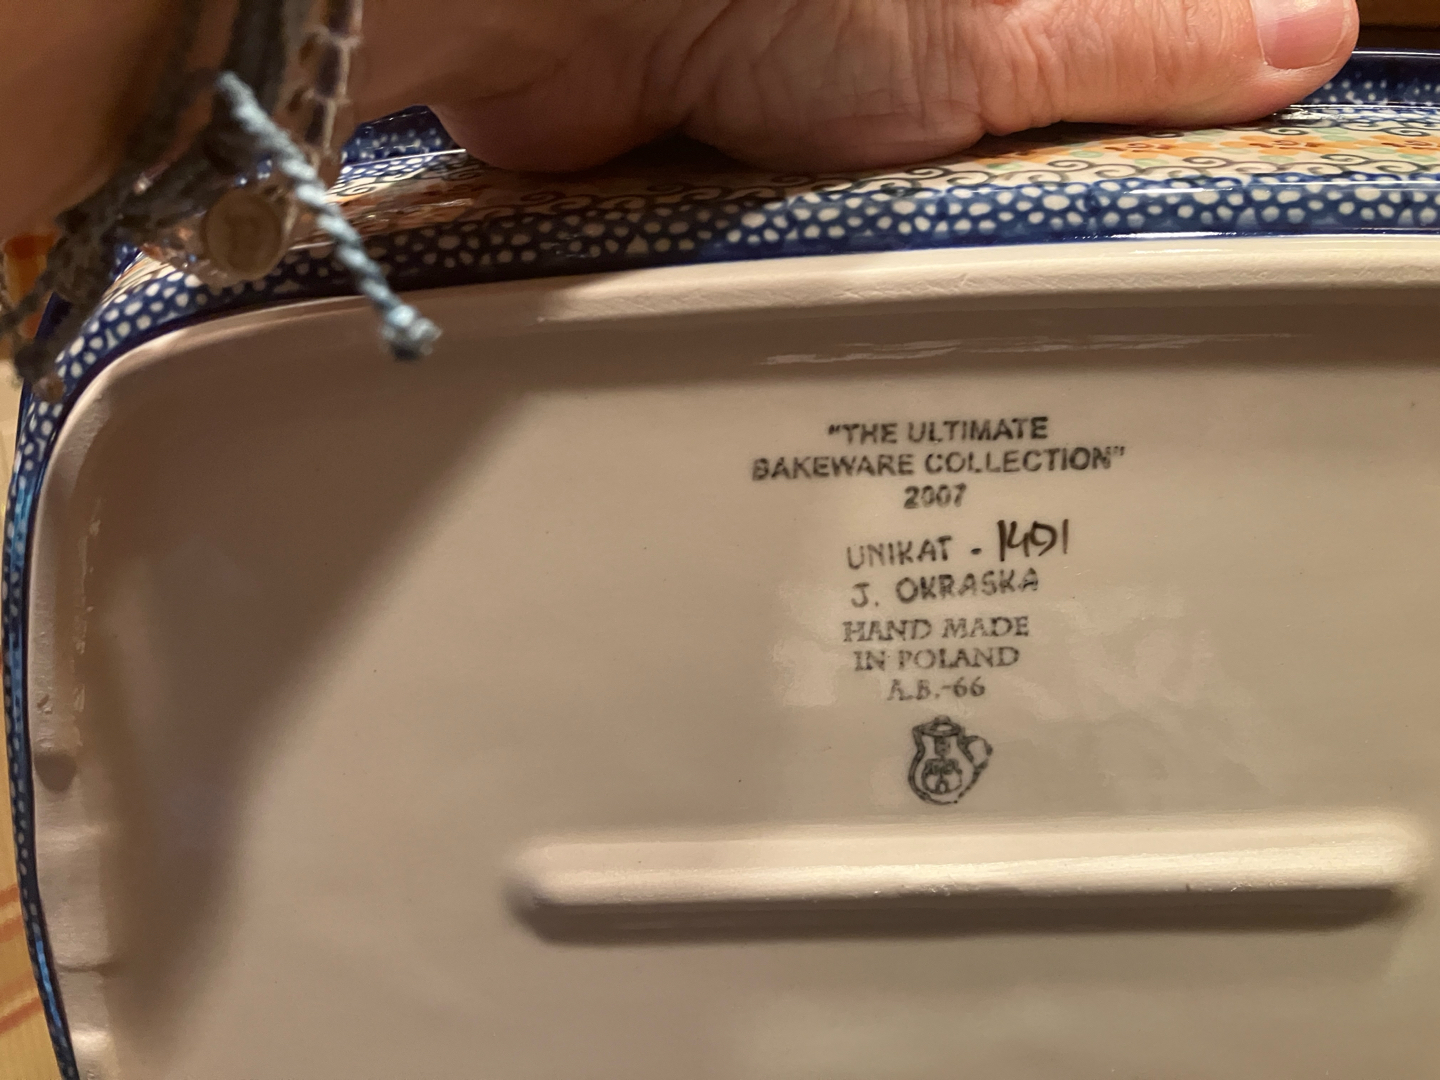 "THE ULTIMATE
BAKEWARE COLLECTION"
2007
UNIKAT - 1491
J. OKRASKA
HAND MADE
IN POLAND
A.B.-66